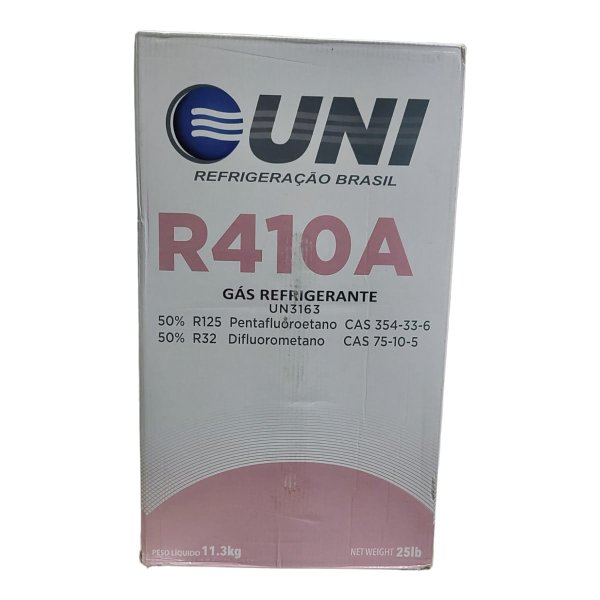 UNI
REFRIGERAÇÃO BRASIL
R410A
GÁS REFRIGERANTE
UN3163
50% R125 Pentafluoroetano CAS 354-33-6
50% R32 Difluorometano CAS 75-10-5
PESO LÍQUIDO 11.3kg NET WEIGHT 25lb